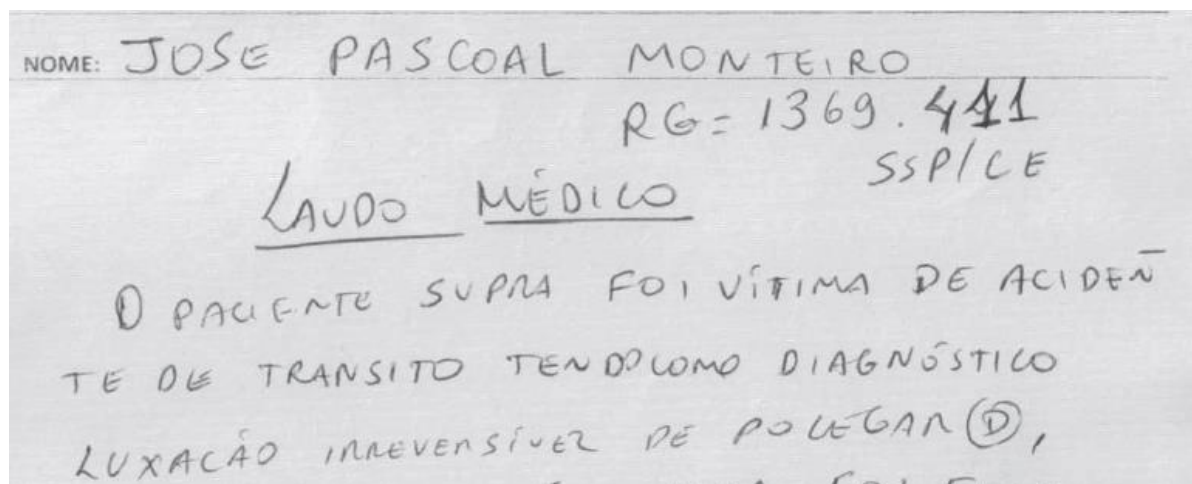 NOME: JOSE PASCOAL MONTEIRO
RG= 1369.411
SSP/CE
LAUDO MÉDICO
O PACIENTE SUPRA FOI VÍTIMA DE ACIDEN
TE DE TRANSITO TENDO COMO DIAGNÓSTICO
LUXACÃO IRREVERSÍVEL DE POLEGAR (D),